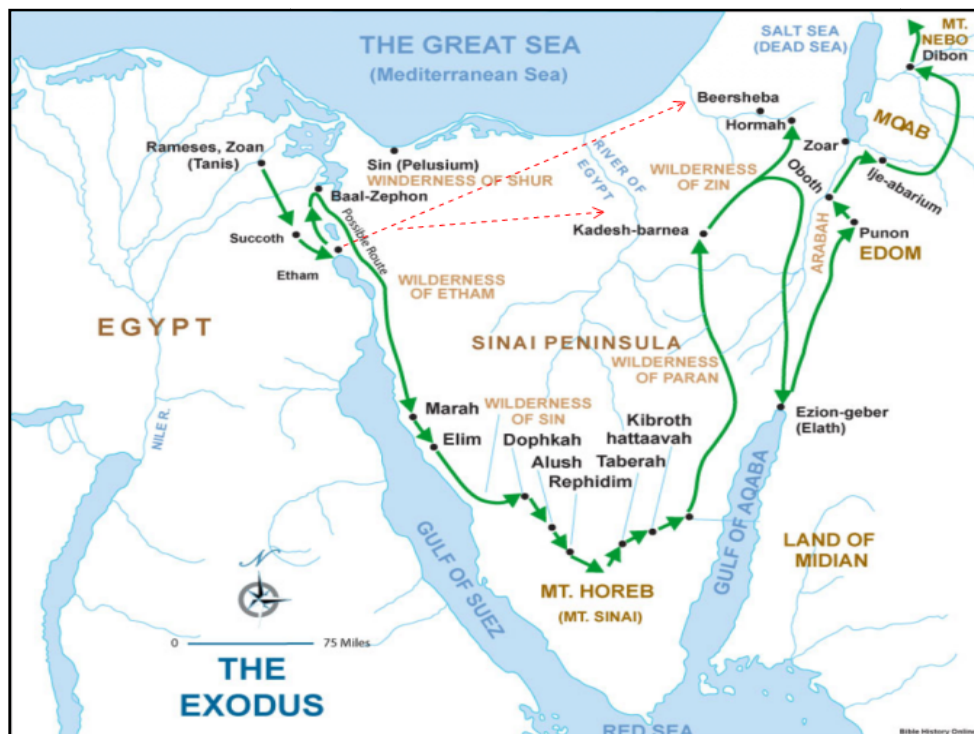 THE GREAT SEA
(Mediterranean Sea)
SALT SEA
(DEAD SEA)
MT.
NEBO
Dibon
Beersheba
Hormah
MOAB
Zoar
Rameses, Zoan
(Tanis)
Sin (Pelusium)
WINDERNESS OF SHUR
Baal-Zephon
RIVER OF
EGYPT
WILDERNESS
OF ZIN
Oboth
Ije-abarium
Succoth
Etham
Possible Route
Kadesh-barnea
ARABAH
Punon
EDOM
WILDERNESS
OF ETHAM
EGYPT
SINAI PENINSULA
WILDERNESS
OF PARAN
NILE R.
Marah
Elim
WILDERNESS
OF SIN
Dophkah
Alush
Rephidim
Kibroth
hattaavah
Taberah
Ezion-geber
(Elath)
GULF OF SUEZ
GULF OF AQABA
LAND OF
MIDIAN
MT. HOREB
(MT. SINAI)
N
0 75 Miles
THE
EXODUS
RED SEA
Bible History Online